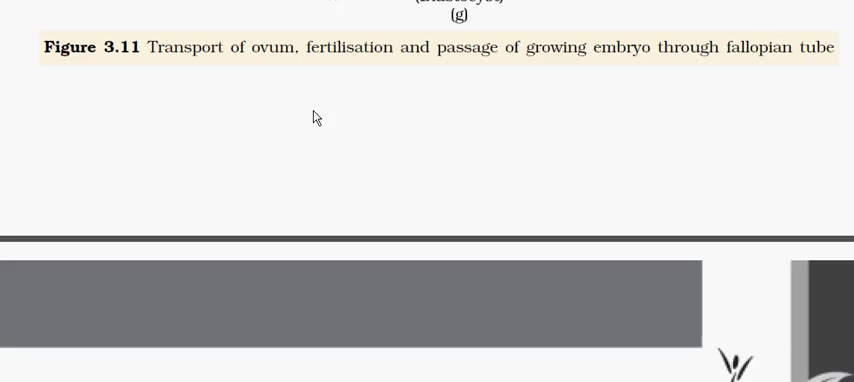 (g)
Figure 3.11 Transport of ovum, fertilisation and passage of growing embryo through fallopian tube